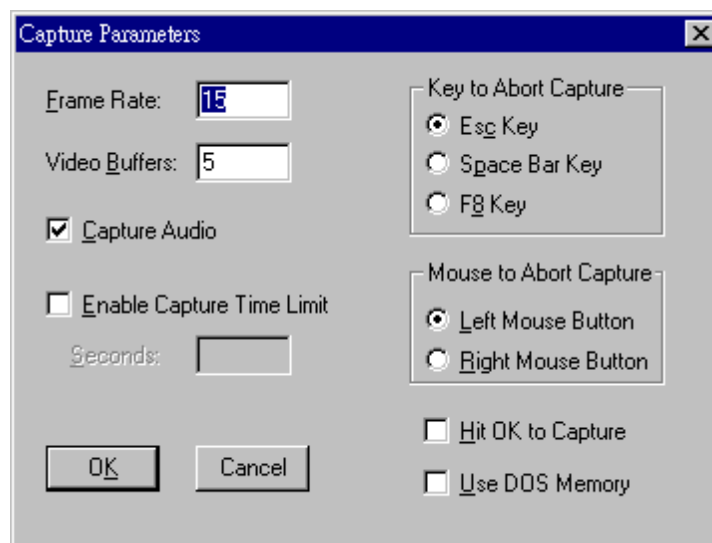 Capture Parameters
Frame Rate: 15
Video Buffers: 5
Capture Audio
Enable Capture Time Limit
Seconds:
OK
Cancel
Key to Abort Capture
Esc Key
Space Bar Key
F8 Key
Mouse to Abort Capture
Left Mouse Button
Right Mouse Button
Hit OK to Capture
Use DOS Memory